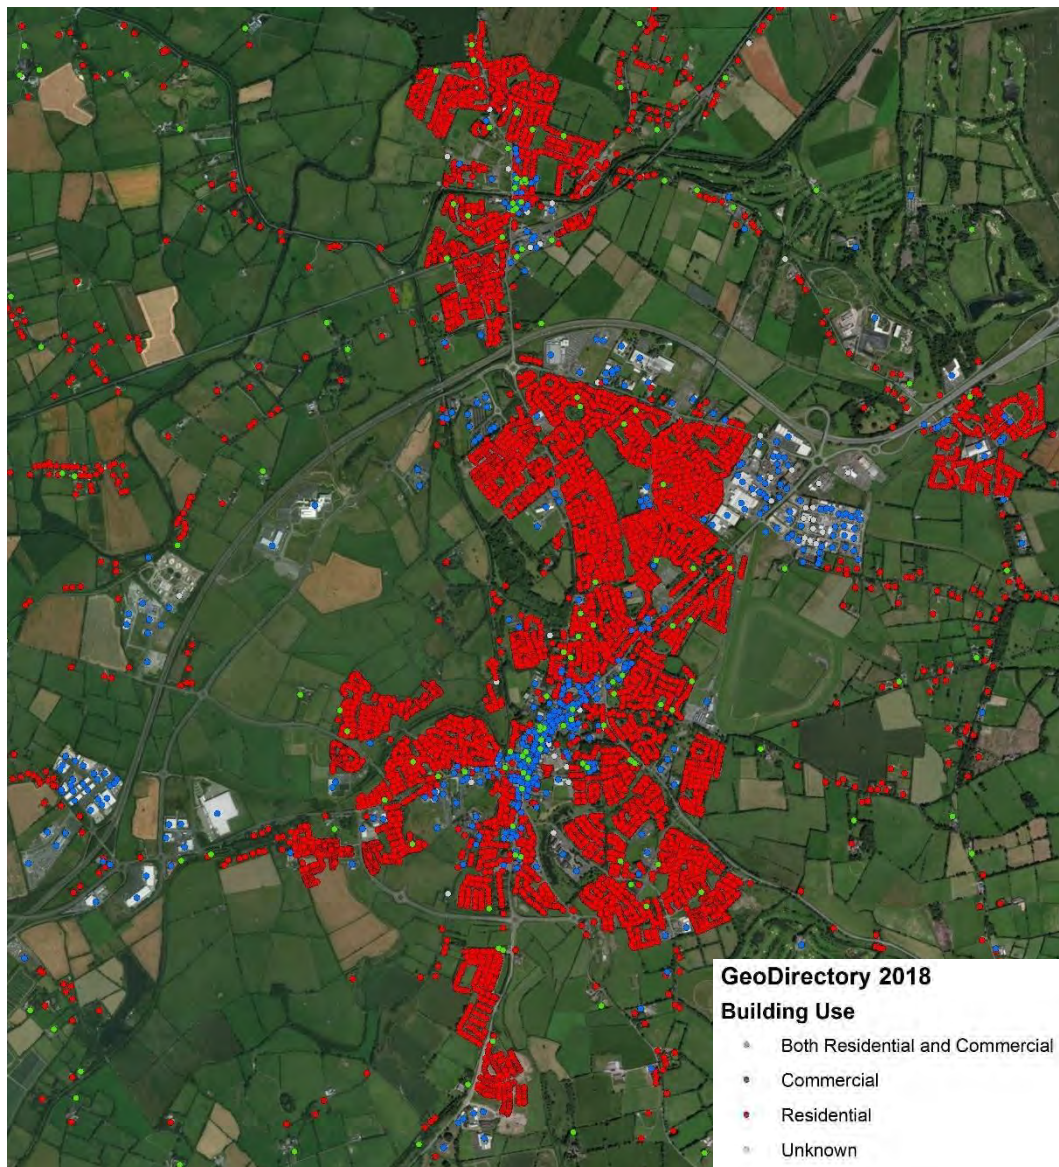 GeoDirectory 2018
Building Use
Both Residential and Commercial
Commercial
Residential
Unknown